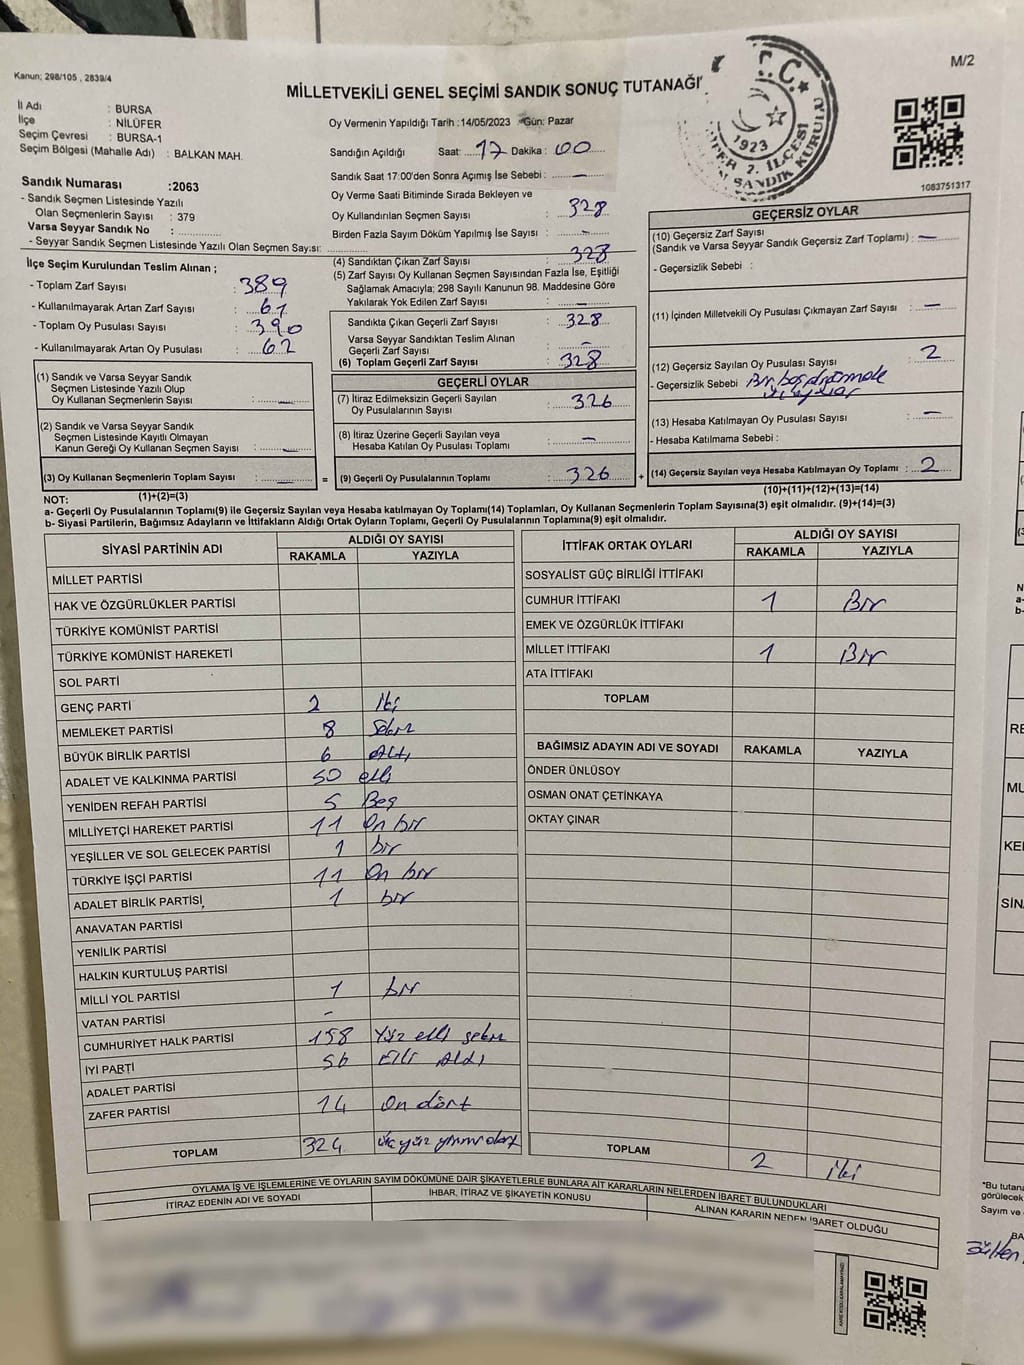 Kanun; 298/105 , 2839/4
M/2
MİLLETVEKİLİ GENEL SEÇİMİ SANDIK SONUÇ TUTANAĞI
İl Adı : BURSA
İlçe : NİLÜFER
Seçim Çevresi : BURSA-1
Seçim Bölgesi (Mahalle Adı) : BALKAN MAH.
Oy Vermenin Yapıldığı Tarih :14/05/2023 Gün: Pazar
Sandığın Açıldığı Saat: 17 Dakika: 00
Sandık Saat 17:00'den Sonra Açımış İse Sebebi : —
T.C.
1923
2. İLÇESİ
SANDIK KURULU
1083751317
Sandık Numarası :2063
- Sandık Seçmen Listesinde Yazılı
Olan Seçmenlerin Sayısı : 379
Varsa Seyyar Sandık No :
- Seyyar Sandık Seçmen Listesinde Yazılı Olan Seçmen Sayısı:
Oy Verme Saati Bitiminde Sırada Bekleyen ve
Oy Kullandırılan Seçmen Sayısı : 328
Birden Fazla Sayım Döküm Yapılmış İse Sayısı : —
(4) Sandıktan Çıkan Zarf Sayısı : 328
(5) Zarf Sayısı Oy Kullanan Seçmen Sayısından Fazla İse, Eşitliği
Sağlamak Amacıyla; 298 Sayılı Kanunun 98. Maddesine Göre
Yakılarak Yok Edilen Zarf Sayısı : —
İlçe Seçim Kurulundan Teslim Alınan ;
- Toplam Zarf Sayısı : 389
- Kullanılmayarak Artan Zarf Sayısı : 61
- Toplam Oy Pusulası Sayısı : 390
- Kullanılmayarak Artan Oy Pusulası : 62
Sandıkta Çıkan Geçerli Zarf Sayısı : 328
Varsa Seyyar Sandıktan Teslim Alınan
Geçerli Zarf Sayısı : —
(6) Toplam Geçerli Zarf Sayısı : 328
GEÇERSİZ OYLAR
(10) Geçersiz Zarf Sayısı
(Sandık ve Varsa Seyyar Sandık Geçersiz Zarf Toplamı) : —
- Geçersizlik Sebebi :
(11) İçinden Milletvekili Oy Pusulası Çıkmayan Zarf Sayısı : —
(12) Geçersiz Sayılan Oy Pusulası Sayısı : 2
- Geçersizlik Sebebi
(13) Hesaba Katılmayan Oy Pusulası Sayısı : —
- Hesaba Katılmama Sebebi :
(14) Geçersiz Sayılan veya Hesaba Katılmayan Oy Toplamı : 2
(10)+(11)+(12)+(13)=(14)
(1) Sandık ve Varsa Seyyar Sandık
Seçmen Listesinde Yazılı Olup
Oy Kullanan Seçmenlerin Sayısı : —
(2) Sandık ve Varsa Seyyar Sandık
Seçmen Listesinde Kayıtlı Olmayan
Kanun Gereği Oy Kullanan Seçmen Sayısı : —
(3) Oy Kullanan Seçmenlerin Toplam Sayısı : —
GEÇERLİ OYLAR
(7) İtiraz Edilmeksizin Geçerli Sayılan
Oy Pusulalarının Sayısı : 326
(8) İtiraz Üzerine Geçerli Sayılan veya
Hesaba Katılan Oy Pusulası Toplamı : —
= (9) Geçerli Oy Pusulalarının Toplamı : 326 +
NOT: (1)+(2)=(3)
a- Geçerli Oy Pusulalarının Toplamı(9) ile Geçersiz Sayılan veya Hesaba katılmayan Oy Toplamı(14) Toplamları, Oy Kullanan Seçmenlerin Toplam Sayısına(3) eşit olmalıdır. (9)+(14)=(3)
b- Siyasi Partilerin, Bağımsız Adayların ve İttifakların Aldığı Ortak Oyların Toplamı, Geçerli Oy Pusulalarının Toplamına(9) eşit olmalıdır.
SİYASİ PARTİNİN ADI ALDIĞI OY SAYISI
RAKAMLA YAZIYLA
MİLLET PARTİSİ
HAK VE ÖZGÜRLÜKLER PARTİSİ
TÜRKİYE KOMÜNİST PARTİSİ
TÜRKİYE KOMÜNİST HAREKETİ
SOL PARTİ
GENÇ PARTİ 2 İki
MEMLEKET PARTİSİ 8 Sekiz
BÜYÜK BİRLİK PARTİSİ 6 Altı
ADALET VE KALKINMA PARTİSİ 50 elli
YENİDEN REFAH PARTİSİ 5 Beş
MİLLİYETÇİ HAREKET PARTİSİ 11 On bir
YEŞİLLER VE SOL GELECEK PARTİSİ 1 bir
TÜRKİYE İŞÇİ PARTİSİ 11 On bir
ADALET BİRLİK PARTİSİ 1 bir
ANAVATAN PARTİSİ
YENİLİK PARTİSİ
HALKIN KURTULUŞ PARTİSİ
MİLLİ YOL PARTİSİ 1 bir
VATAN PARTİSİ –
CUMHURİYET HALK PARTİSİ 158 Yüz elli sekiz
İYİ PARTİ 56 Elli Altı
ADALET PARTİSİ
ZAFER PARTİSİ 14 On dört
TOPLAM 324 üç yüz yirmi dört
İTTİFAK ORTAK OYLARI ALDIĞI OY SAYISI
RAKAMLA YAZIYLA
SOSYALİST GÜÇ BİRLİĞİ İTTİFAKI
CUMHUR İTTİFAKI 1 Bir
EMEK VE ÖZGÜRLÜK İTTİFAKI
MİLLET İTTİFAKI 1 Bir
ATA İTTİFAKI
TOPLAM
BAĞIMSIZ ADAYIN ADI VE SOYADI RAKAMLA YAZIYLA
ÖNDER ÜNLÜSOY
OSMAN ONAT ÇETİNKAYA
OKTAY ÇINAR
TOPLAM 2 iki
OYLAMA İŞ VE İŞLEMLERİNE VE OYLARIN SAYIM DÖKÜMÜNE DAİR ŞİKAYETLERLE BUNLARA AİT KARARLARIN NELERDEN İBARET BULUNDUKLARI
İTİRAZ EDENİN ADI VE SOYADI İHBAR, İTİRAZ VE ŞİKAYETİN KONUSU ALINAN KARARIN NEDEN İBARET OLDUĞU
"Bu tutana
görülecek
Sayım ve